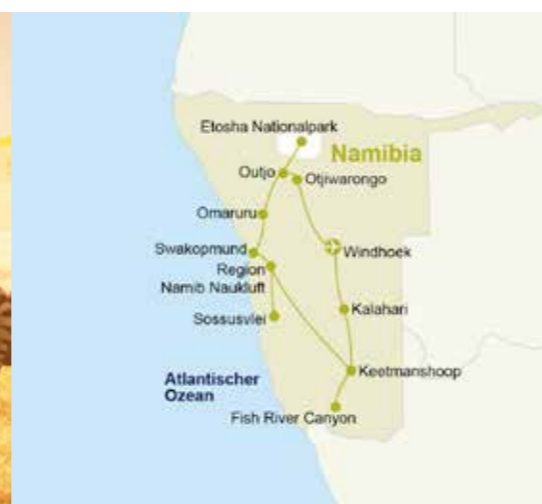 Etosha Nationalpark
Namibia
Outjo
Otjiwarongo
Omaruru
Swakopmund
Windhoek
Region
Namib Naukluft
Sossusvlei
Kalahari
Keetmanshoop
Atlantischer
Ozean
Fish River Canyon